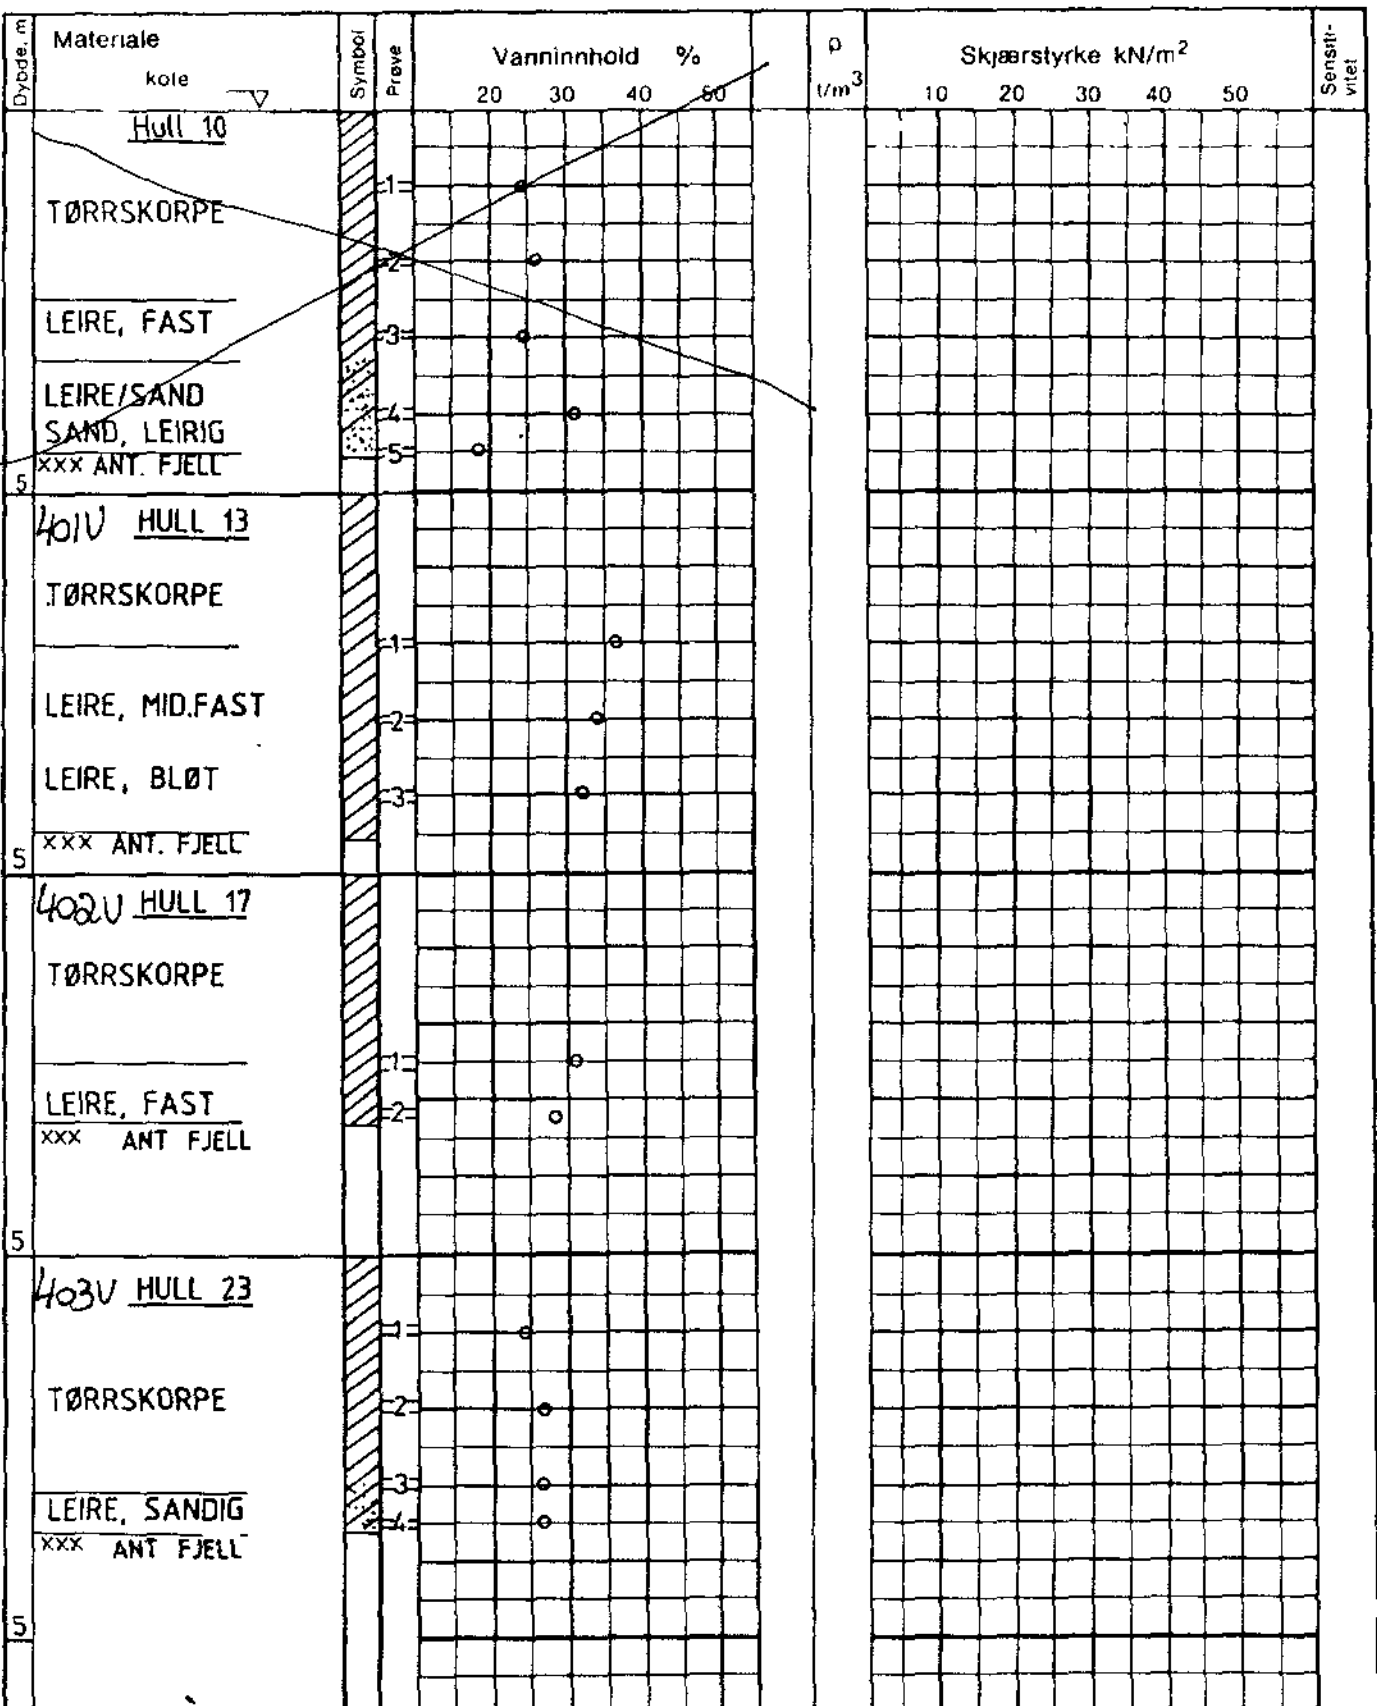 Dybde, m
Materiale
kote
Symbol
Prøve
Vanninnhold %
20 30 40 50
ρ
t/m³
Skjærstyrke kN/m²
10 20 30 40 50
Sensiti-
vitet
Hull 10
TØRRSKORPE
LEIRE, FAST
LEIRE/SAND
SAND, LEIRIG
xxx ANT. FJELL
1
2
3
4
5
5
401V HULL 13
TØRRSKORPE
LEIRE, MID.FAST
LEIRE, BLØT
xxx ANT. FJELL
1
2
3
5
402V HULL 17
TØRRSKORPE
LEIRE, FAST
xxx ANT FJELL
1
2
5
403V HULL 23
TØRRSKORPE
LEIRE, SANDIG
xxx ANT FJELL
1
2
3
4
5